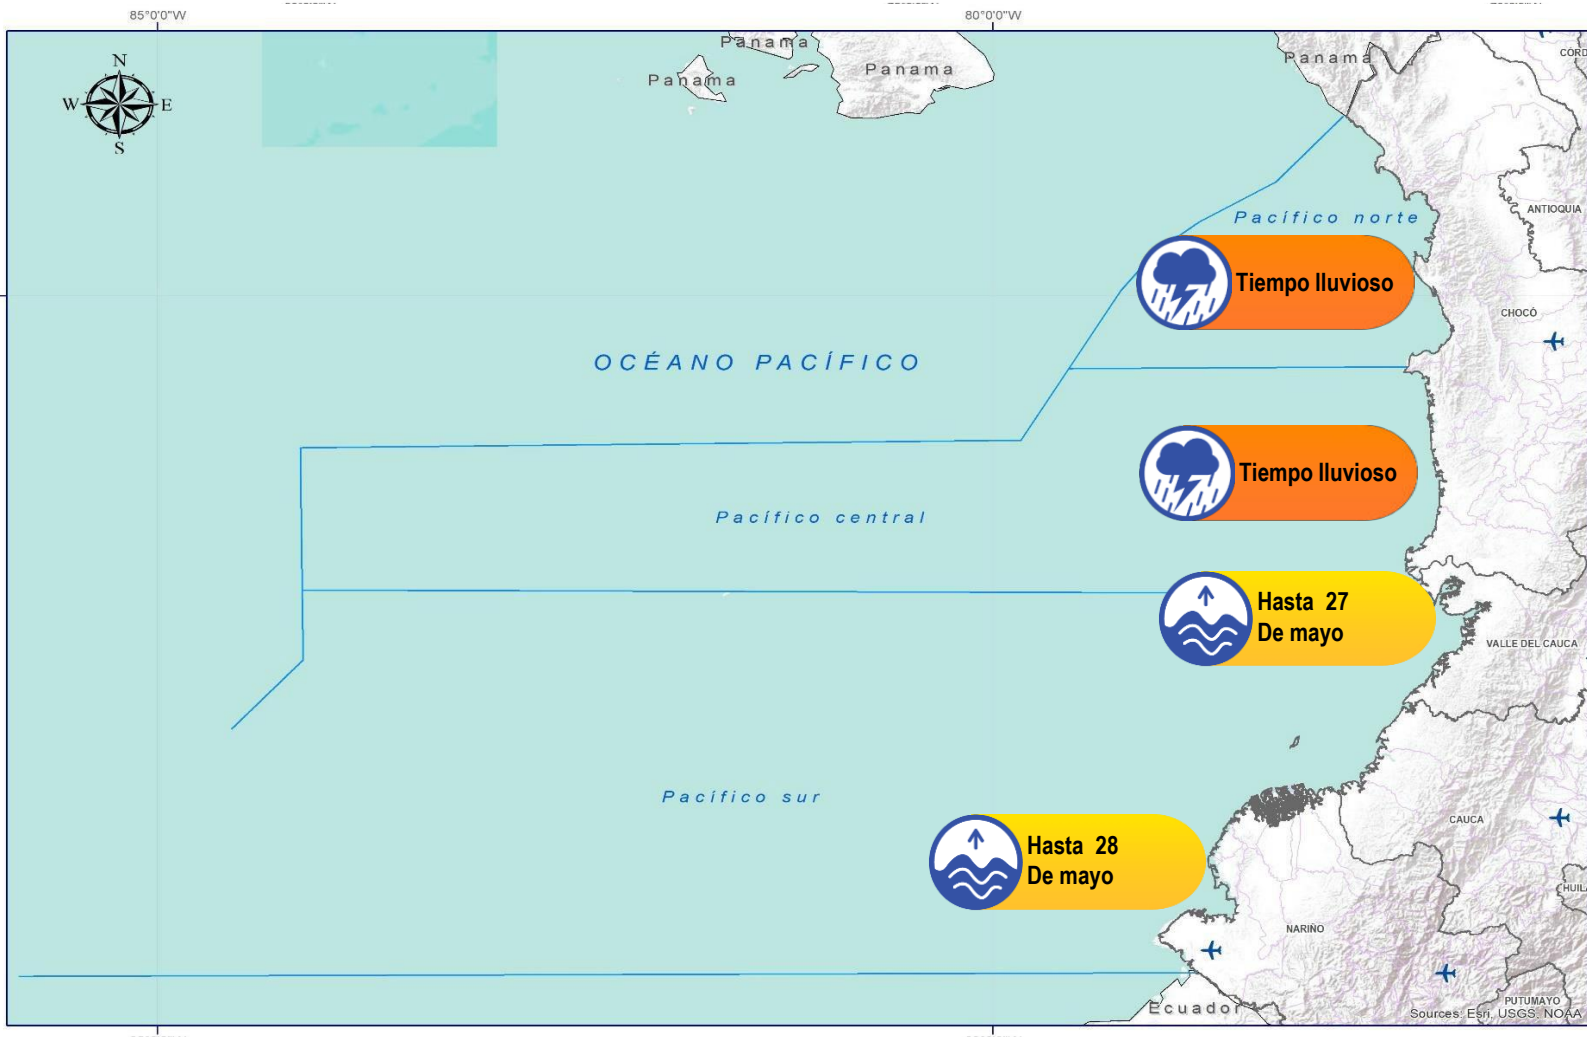 85°0'0"W
80°0'0"W
N
W
E
S
Panama
Panama
Panama
Panama
ANTIOQUIA
Pacífico norte
Tiempo lluvioso
CHOCÓ
OCÉANO PACÍFICO
Tiempo lluvioso
Pacífico central
Hasta 27
De mayo
VALLE DEL CAUCA
Pacífico sur
CAUCA
Hasta 28
De mayo
NARIÑO
Ecuador
PUTUMAYO
Sources: Esri, USGS, NOAA